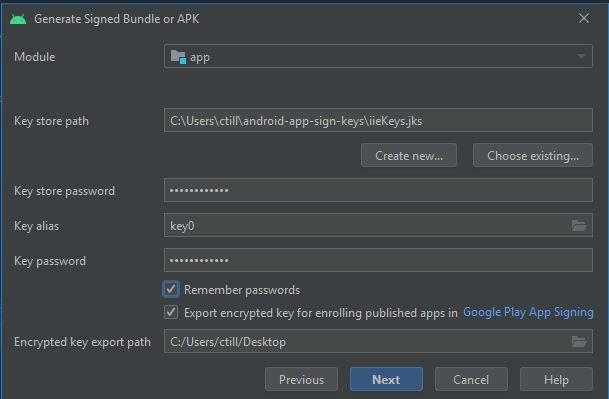 Generate Signed Bundle or APK
Module
app
Key store path
C:\Users\ctill\android-app-sign-keys\iieKeys.jks
Create new...
Choose existing...
Key store password
••••••••••••
Key alias
key0
Key password
••••••••••••
Remember passwords
Export encrypted key for enrolling published apps in Google Play App Signing
Encrypted key export path
C:/Users/ctill/Desktop
Previous
Next
Cancel
Help